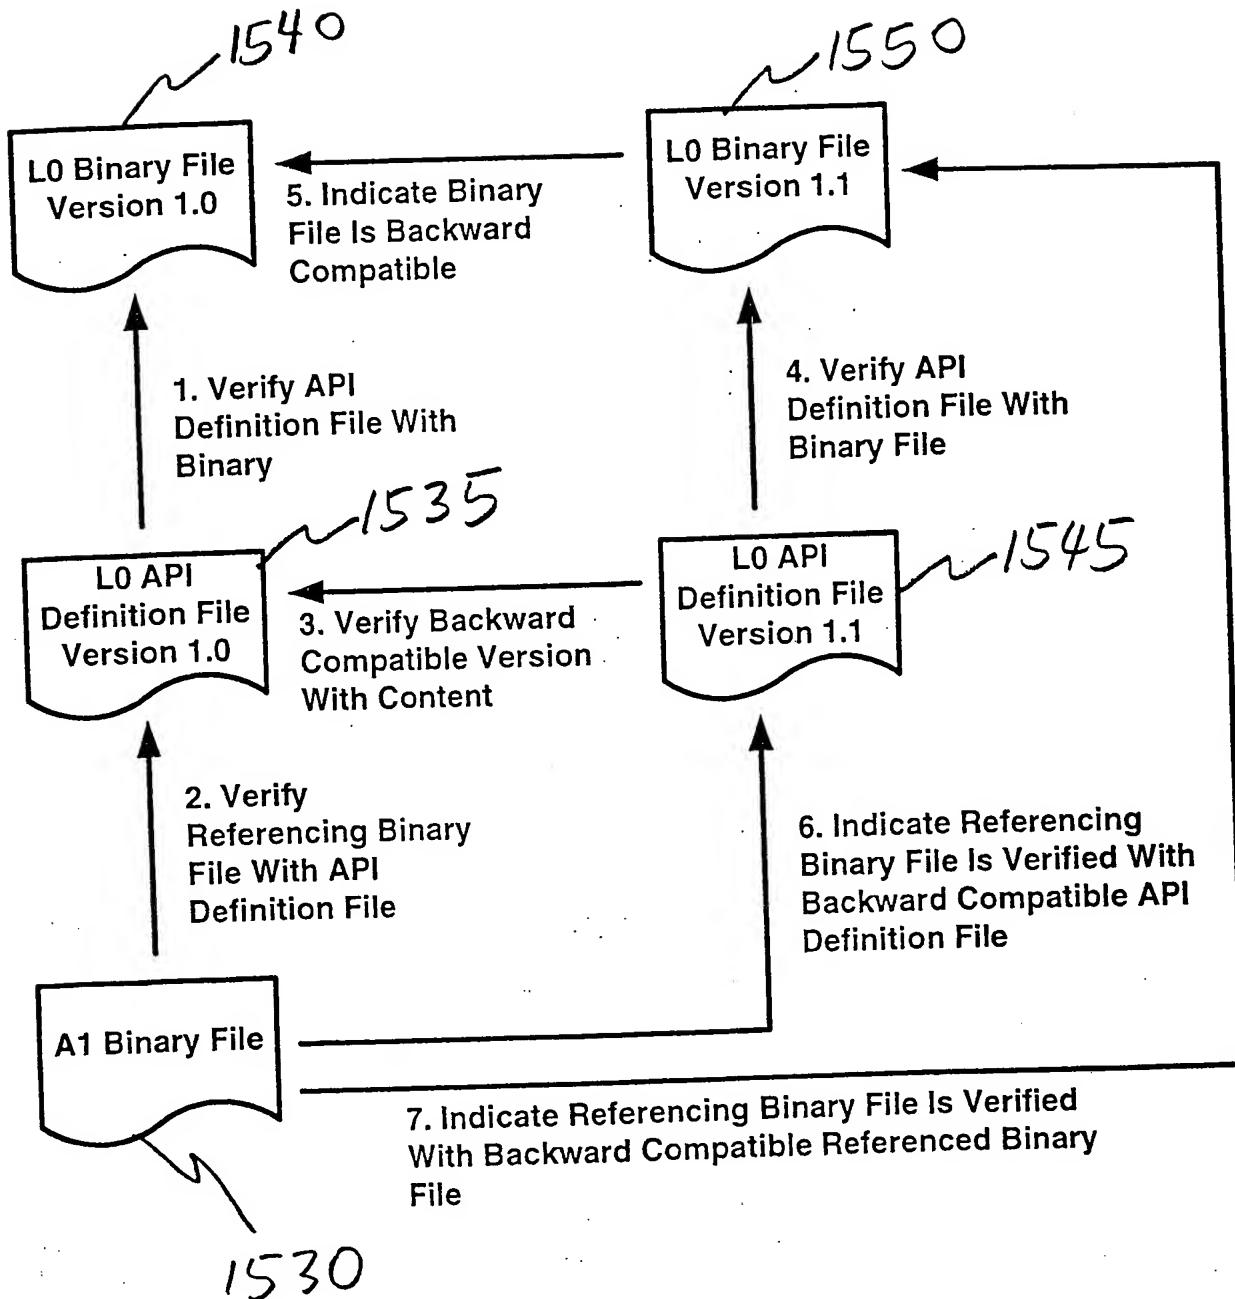 1540
1550
L0 Binary File
Version 1.0
L0 Binary File
Version 1.1
5. Indicate Binary
File Is Backward
Compatible
1. Verify API
Definition File With
Binary
4. Verify API
Definition File With
Binary File
1535
1545
L0 API
Definition File
Version 1.0
L0 API
Definition File
Version 1.1
3. Verify Backward
Compatible Version
With Content
2. Verify
Referencing Binary
File With API
Definition File
6. Indicate Referencing
Binary File Is Verified With
Backward Compatible API
Definition File
A1 Binary File
7. Indicate Referencing Binary File Is Verified
With Backward Compatible Referenced Binary
File
1530